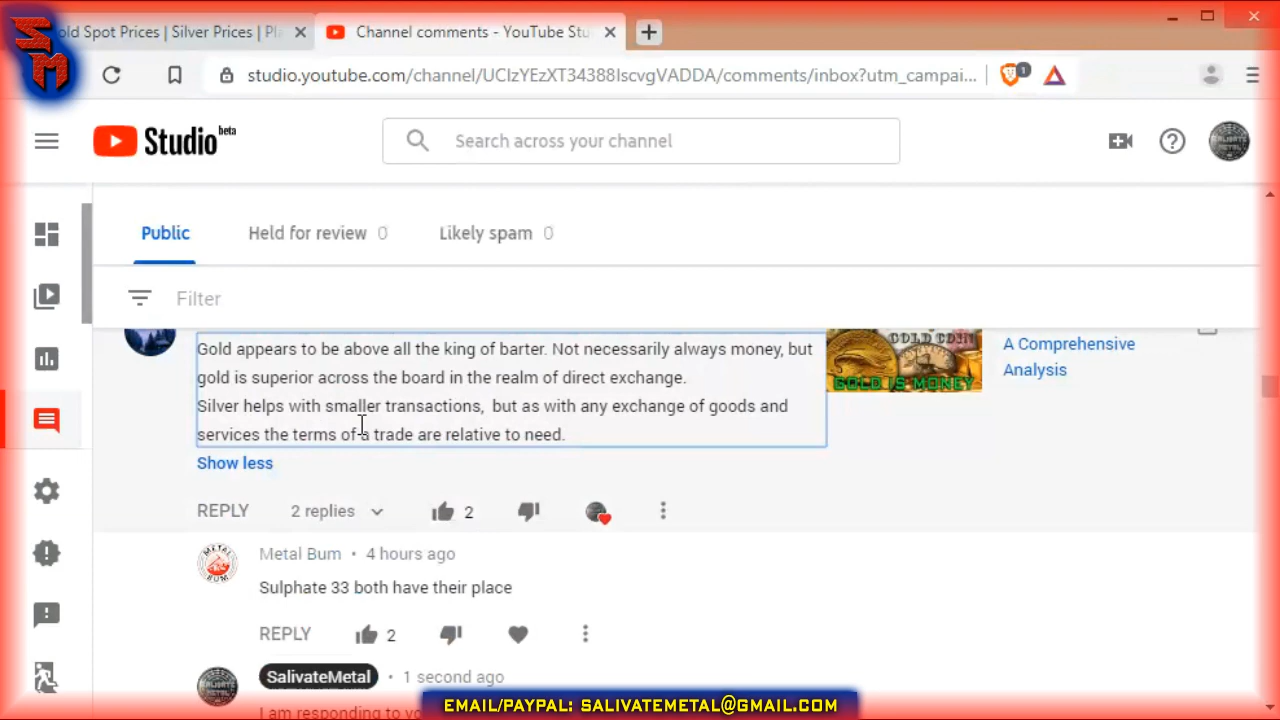 SM
old Spot Prices | Silver Prices | Pl
Channel comments - YouTube Stu
studio.youtube.com/channel/UCIzYEzXT34388IscvgVADDA/comments/inbox?utm_campai...
1
Studio beta
Search across your channel
Public
Held for review 0
Likely spam 0
Filter
Gold appears to be above all the king of barter. Not necessarily always money, but
gold is superior across the board in the realm of direct exchange.
Silver helps with smaller transactions, but as with any exchange of goods and
services the terms of a trade are relative to need.
Show less
GOLD COIN
GOLD IS MONEY
A Comprehensive
Analysis
REPLY 2 replies 2
METAL BUM
Metal Bum • 4 hours ago
Sulphate 33 both have their place
REPLY 2
SalivateMetal • 1 second ago
I am responding to yo
EMAIL/PAYPAL: SALIVATEMETAL@GMAIL.COM